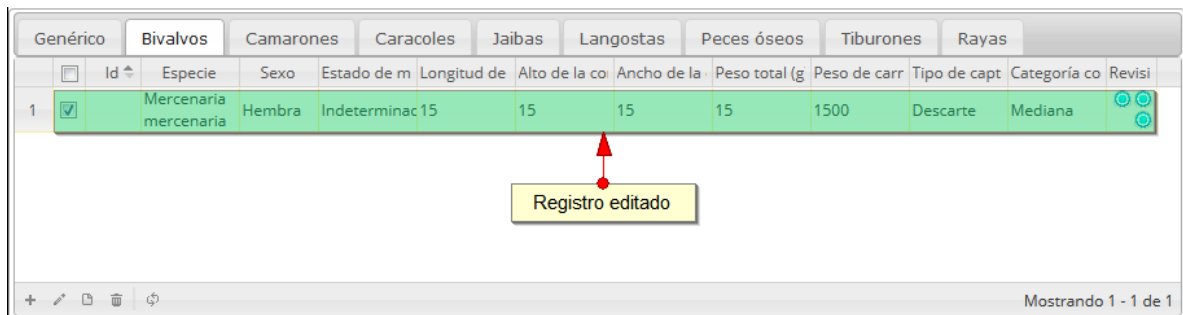 Genérico Bivalvos Camarones Caracoles Jaibas Langostas Peces óseos Tiburones Rayas
Id Especie Sexo Estado de m Longitud de Alto de la co Ancho de la Peso total (g Peso de carr Tipo de capt Categoría co Revisi
Mercenaria
1 Hembra Indeterminac 15 15 15 15 1500 Descarte Mediana
mercenaria
Registro editado
Mostrando 1 - 1 de 1